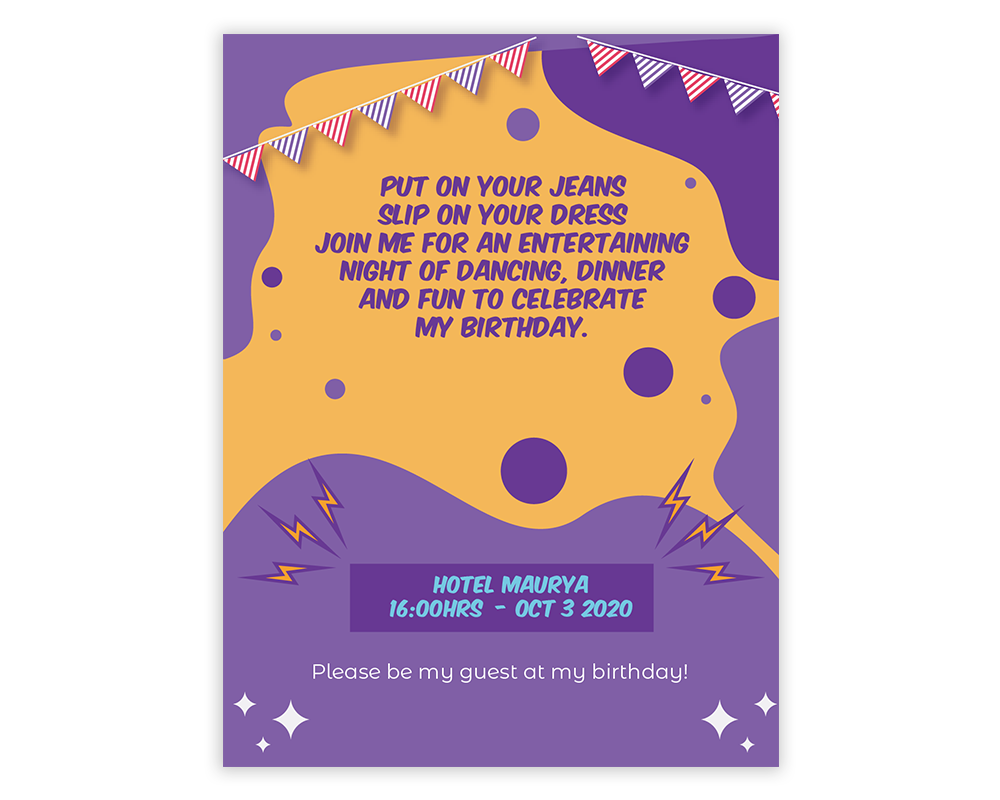 PUT ON YOUR JEANS
SLIP ON YOUR DRESS
JOIN ME FOR AN ENTERTAINING
NIGHT OF DANCING, DINNER
AND FUN TO CELEBRATE
MY BIRTHDAY.
HOTEL MAURYA
16:00HRS - OCT 3 2020
Please be my guest at my birthday!